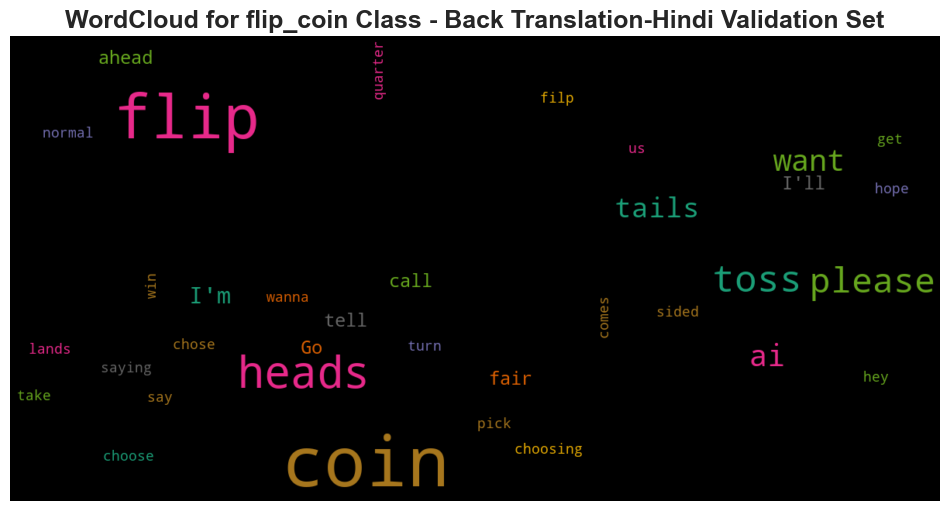 WordCloud for flip_coin Class - Back Translation-Hindi Validation Set
ahead
quarter
flip
filp
normal
get
us
want
I'll
hope
tails
toss please
win
I'm
wanna
call
comes
sided
tell
lands
chose
Go
turn
ai
saying
heads
fair
hey
take
say
pick
choose
choosing
coin